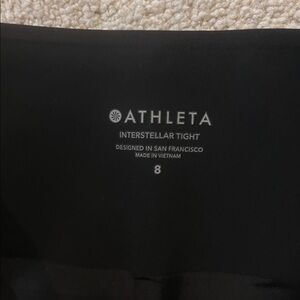 ATHLETA
INTERSTELLAR TIGHT
DESIGNED IN SAN FRANCISCO
MADE IN VIETNAM
8